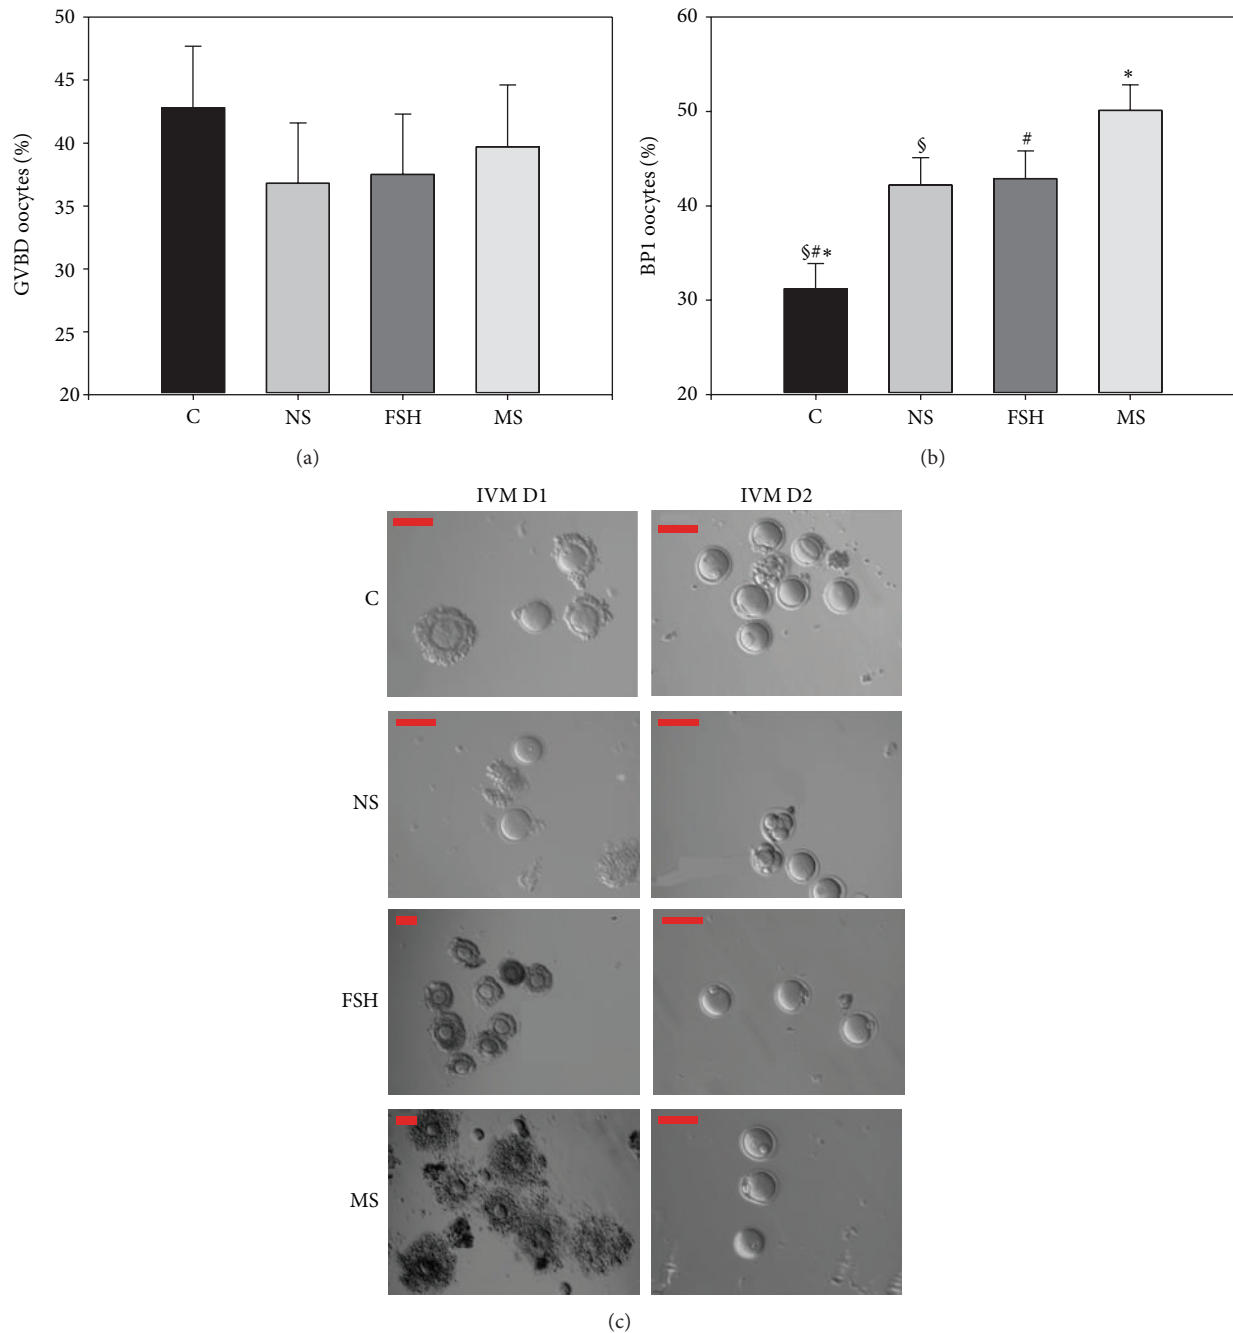 50
45
40
35
30
25
20
GVBD oocytes (%)
C NS FSH MS
(a)
60
50
40
30
20
BP1 oocytes (%)
§#* § # *
C NS FSH MS
(b)
IVM D1 IVM D2
C
NS
FSH
MS
(c)